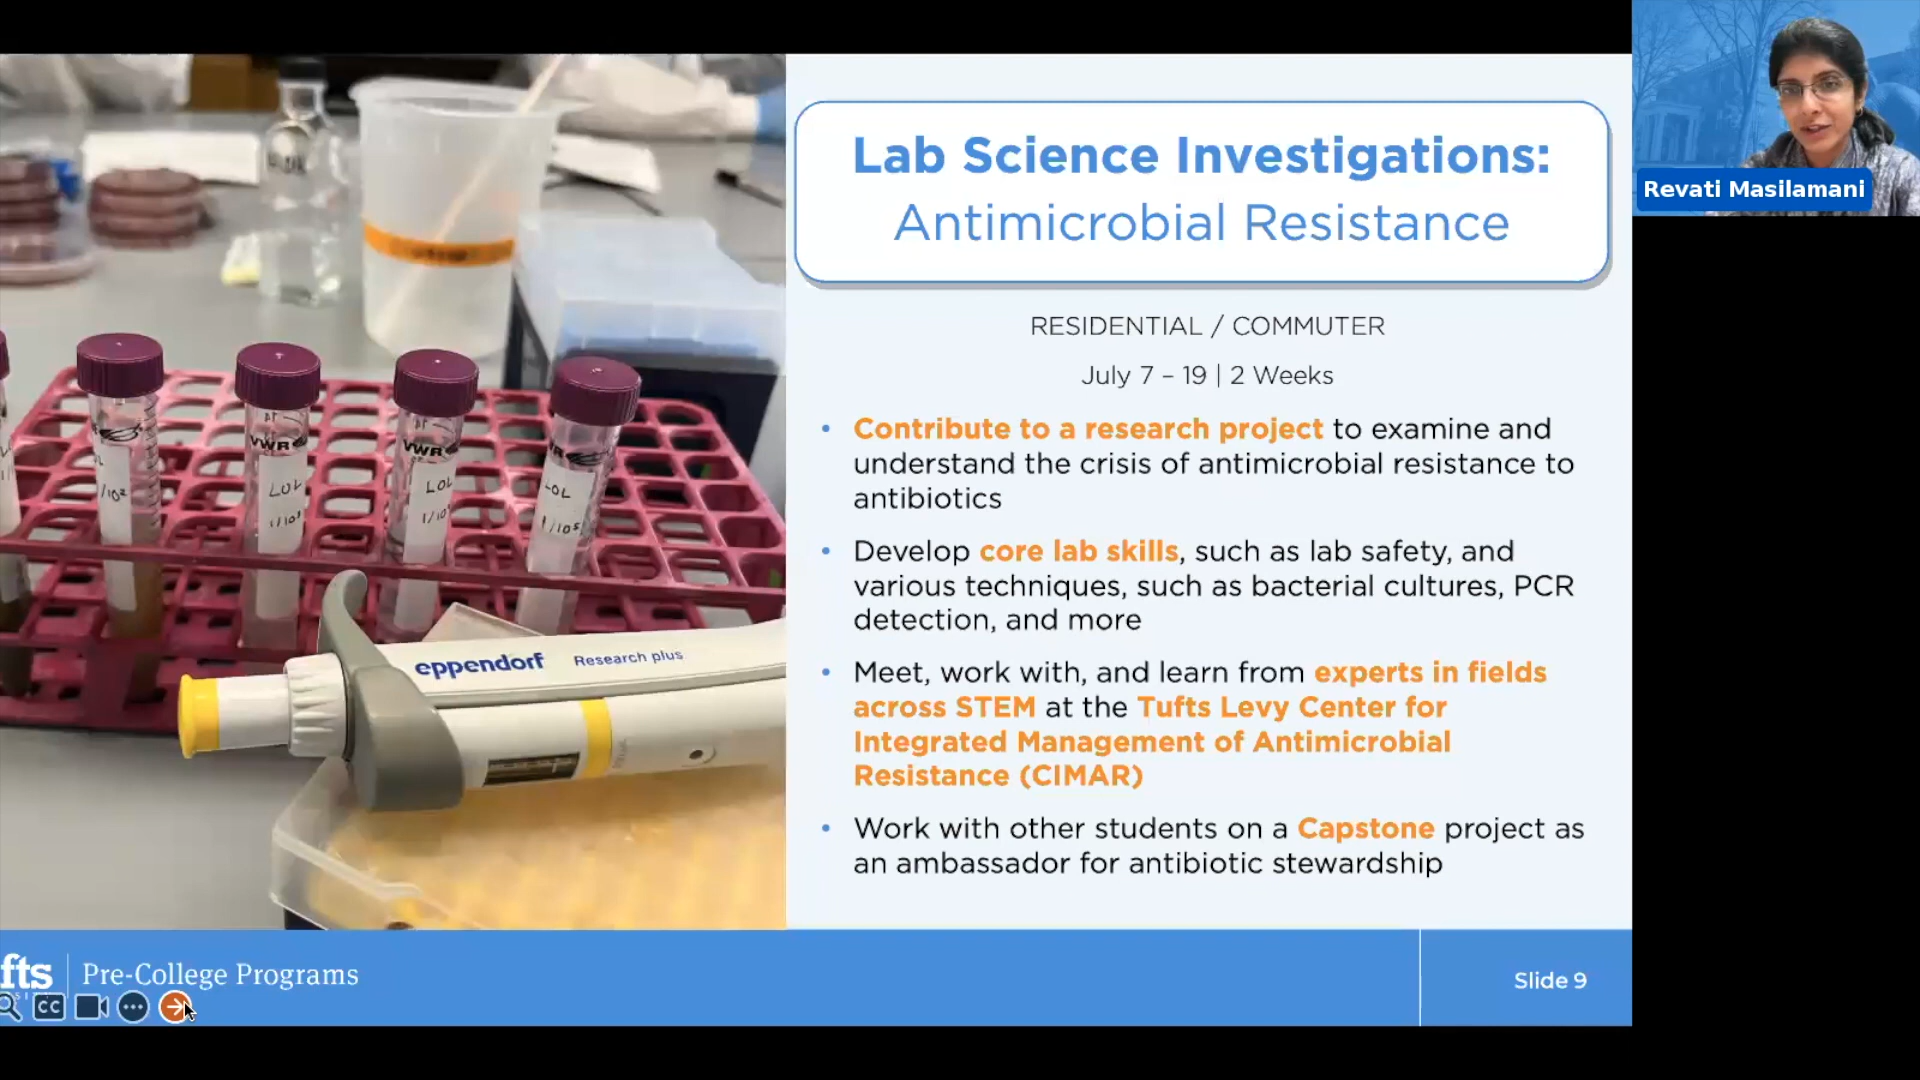 Lab Science Investigations:
Antimicrobial Resistance
Revati Masilamani
RESIDENTIAL / COMMUTER
July 7 – 19 | 2 Weeks
• Contribute to a research project to examine and
understand the crisis of antimicrobial resistance to
antibiotics
• Develop core lab skills, such as lab safety, and
various techniques, such as bacterial cultures, PCR
detection, and more
• Meet, work with, and learn from experts in fields
across STEM at the Tufts Levy Center for
Integrated Management of Antimicrobial
Resistance (CIMAR)
• Work with other students on a Capstone project as
an ambassador for antibiotic stewardship
VWR
LOL
VWR
LOL
LOL
1/10⁵
eppendorf Research plus
fts Pre-College Programs
CC
Slide 9